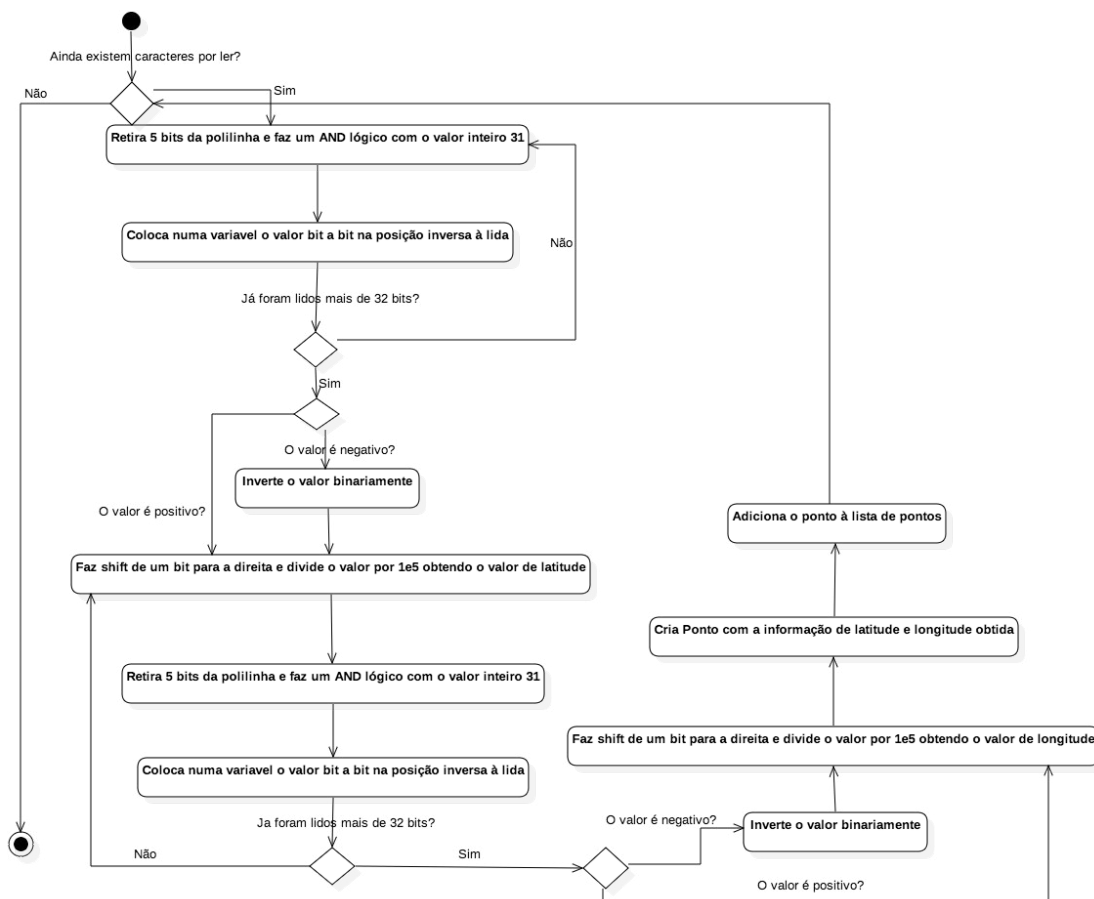 Ainda existem caracteres por ler?
Não
Sim
Retira 5 bits da polilinha e faz um AND lógico com o valor inteiro 31
Coloca numa variavel o valor bit a bit na posição inversa à lida
Não
Já foram lidos mais de 32 bits?
Sim
O valor é negativo?
Inverte o valor binariamente
O valor é positivo?
Faz shift de um bit para a direita e divide o valor por 1e5 obtendo o valor de latitude
Retira 5 bits da polilinha e faz um AND lógico com o valor inteiro 31
Coloca numa variavel o valor bit a bit na posição inversa à lida
Ja foram lidos mais de 32 bits?
Não
Sim
O valor é negativo?
Inverte o valor binariamente
O valor é positivo?
Faz shift de um bit para a direita e divide o valor por 1e5 obtendo o valor de longitude
Cria Ponto com a informação de latitude e longitude obtida
Adiciona o ponto à lista de pontos